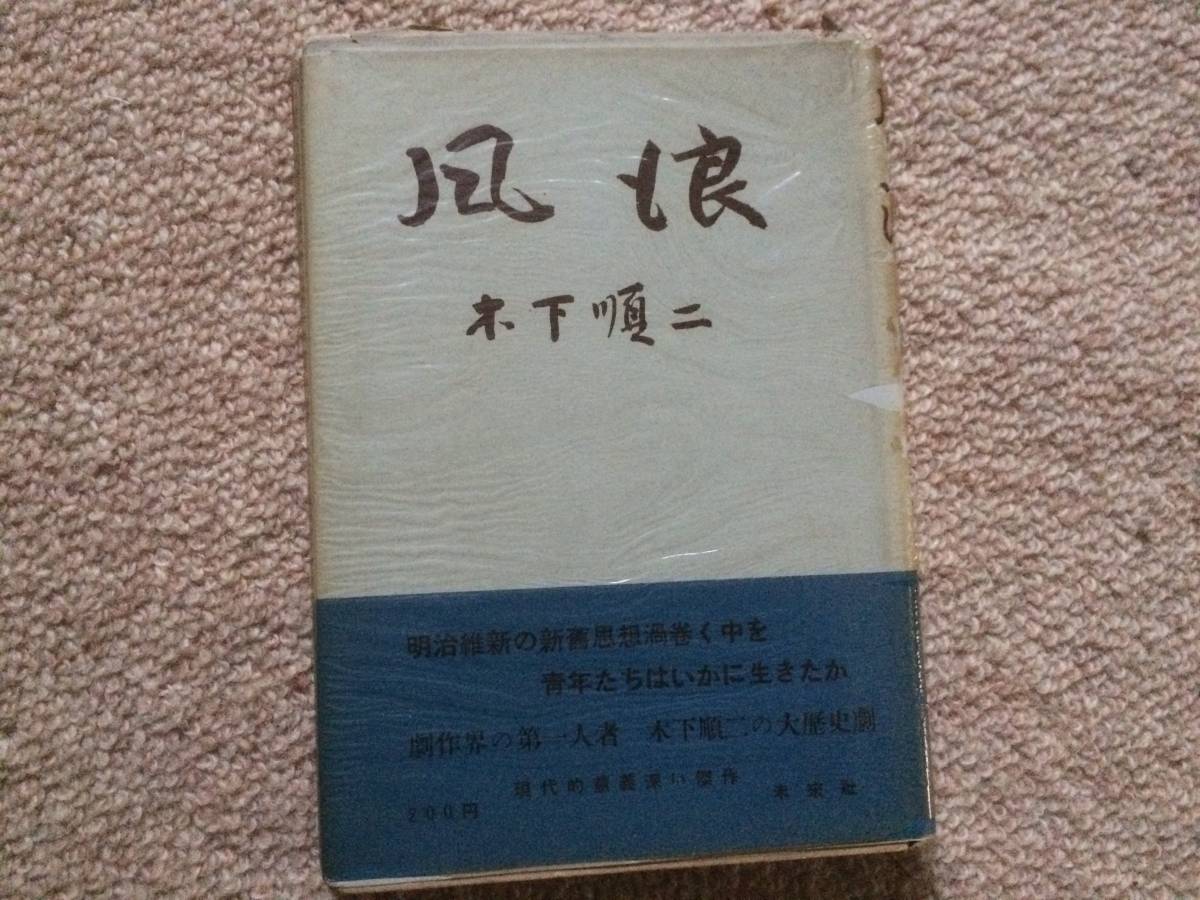 風浪
木下順二
明治維新の新舊思想渦巻く中を
青年たちはいかに生きたか
劇作界の第一人者 木下順二の大歴史劇
現代的意義深い傑作
200円
未来社